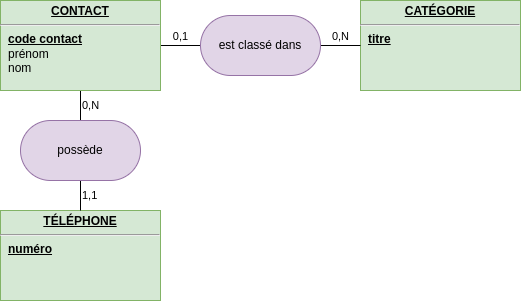 CONTACT
code contact
prénom
nom
0,1
est classé dans
0,N
CATÉGORIE
titre
0,N
possède
1,1
TÉLÉPHONE
numéro